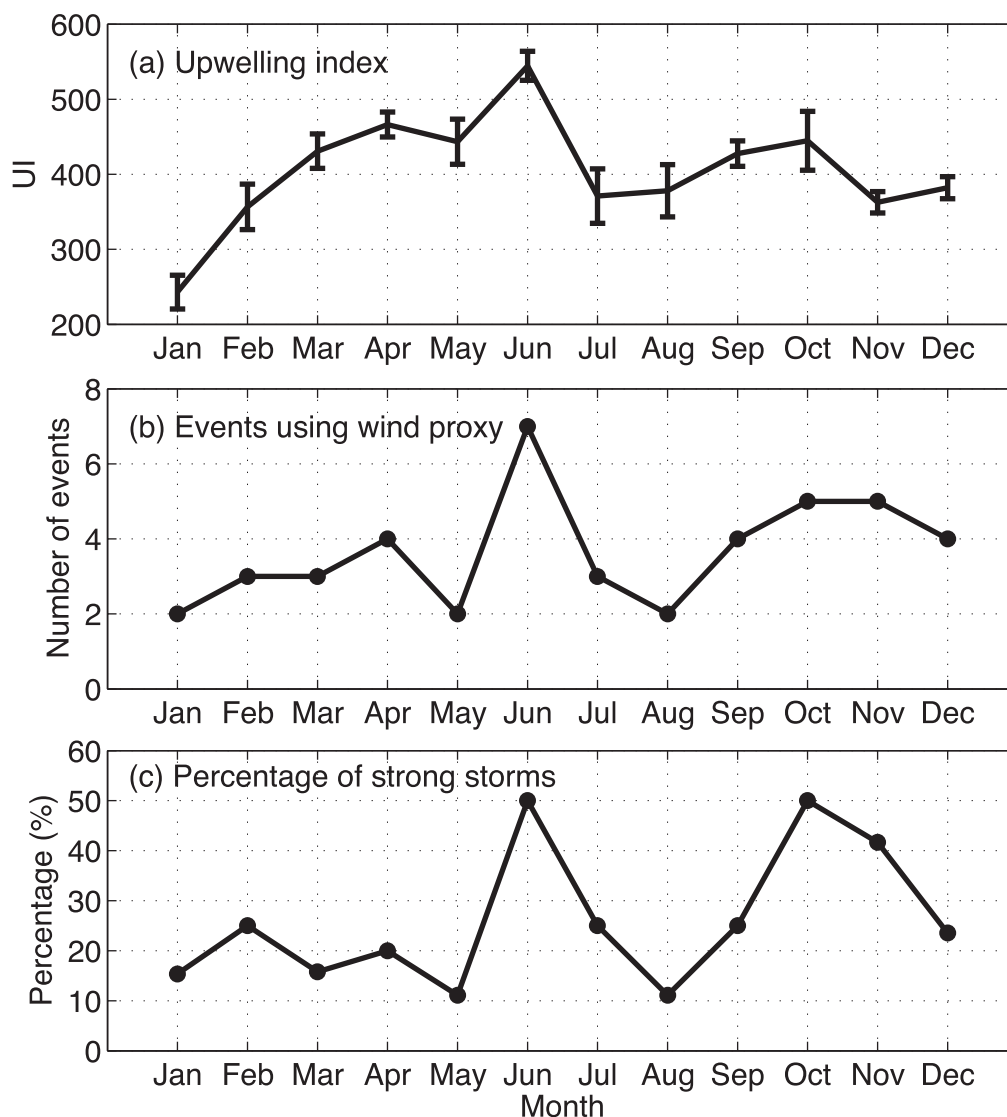 (a) Upwelling index
UI
600
500
400
300
200
Jan Feb Mar Apr May Jun Jul Aug Sep Oct Nov Dec
(b) Events using wind proxy
Number of events
8
6
4
2
0
Jan Feb Mar Apr May Jun Jul Aug Sep Oct Nov Dec
(c) Percentage of strong storms
Percentage (%)
60
50
40
30
20
10
0
Jan Feb Mar Apr May Jun Jul Aug Sep Oct Nov Dec
Month